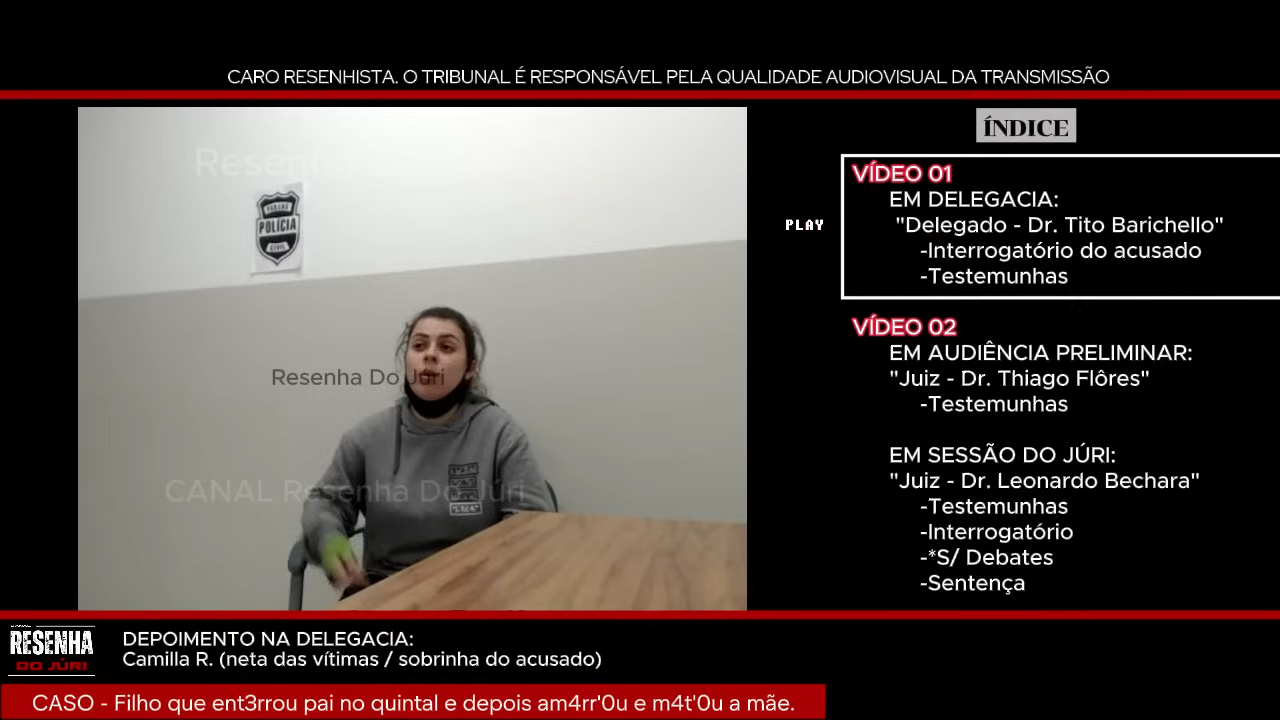 CARO RESENHISTA. O TRIBUNAL É RESPONSÁVEL PELA QUALIDADE AUDIOVISUAL DA TRANSMISSÃO
ÍNDICE
VÍDEO 01
EM DELEGACIA:
"Delegado - Dr. Tito Barichello"
-Interrogatório do acusado
-Testemunhas
PLAY
VÍDEO 02
EM AUDIÊNCIA PRELIMINAR:
"Juiz - Dr. Thiago Flôres"
-Testemunhas
EM SESSÃO DO JÚRI:
"Juiz - Dr. Leonardo Bechara"
-Testemunhas
-Interrogatório
-*S/ Debates
-Sentença
PARANÁ
POLÍCIA
CIVIL
Resenha Do Júri
CANAL Resenha Do Júri
RESENHA
DO JÚRI
DEPOIMENTO NA DELEGACIA:
Camilla R. (neta das vítimas / sobrinha do acusado)
CASO - Filho que ent3rrou pai no quintal e depois am4rr'0u e m4t'0u a mãe.